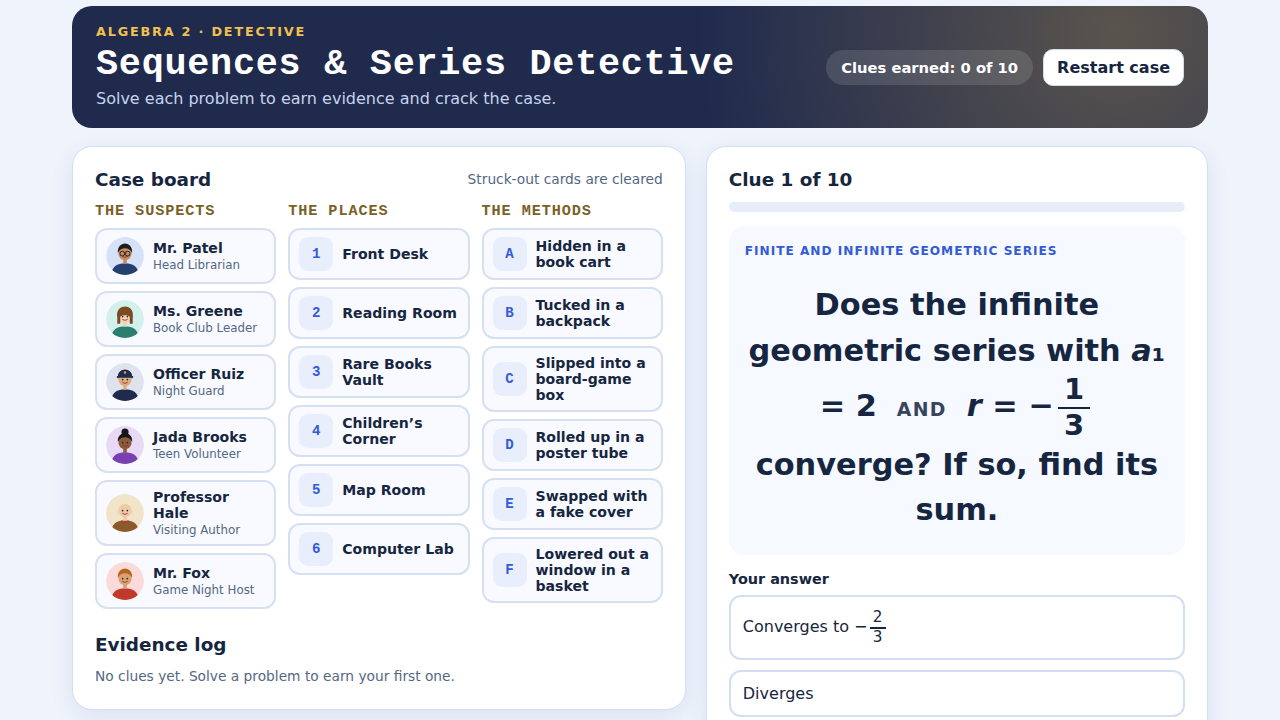 ALGEBRA 2 · DETECTIVE
Sequences & Series Detective
Solve each problem to earn evidence and crack the case.
Clues earned: 0 of 10
Restart case
Case board
Struck-out cards are cleared
THE SUSPECTS
Mr. Patel
Head Librarian
Ms. Greene
Book Club Leader
Officer Ruiz
Night Guard
Jada Brooks
Teen Volunteer
Professor
Hale
Visiting Author
Mr. Fox
Game Night Host
THE PLACES
1 Front Desk
2 Reading Room
3 Rare Books
Vault
4 Children’s
Corner
5 Map Room
6 Computer Lab
THE METHODS
A Hidden in a
book cart
B Tucked in a
backpack
C Slipped into a
board-game
box
D Rolled up in a
poster tube
E Swapped with
a fake cover
F Lowered out a
window in a
basket
Evidence log
No clues yet. Solve a problem to earn your first one.
Clue 1 of 10
FINITE AND INFINITE GEOMETRIC SERIES
Does the infinite
geometric series with a₁
= 2 AND r = −1/3
converge? If so, find its
sum.
Your answer
Converges to −2/3
Diverges